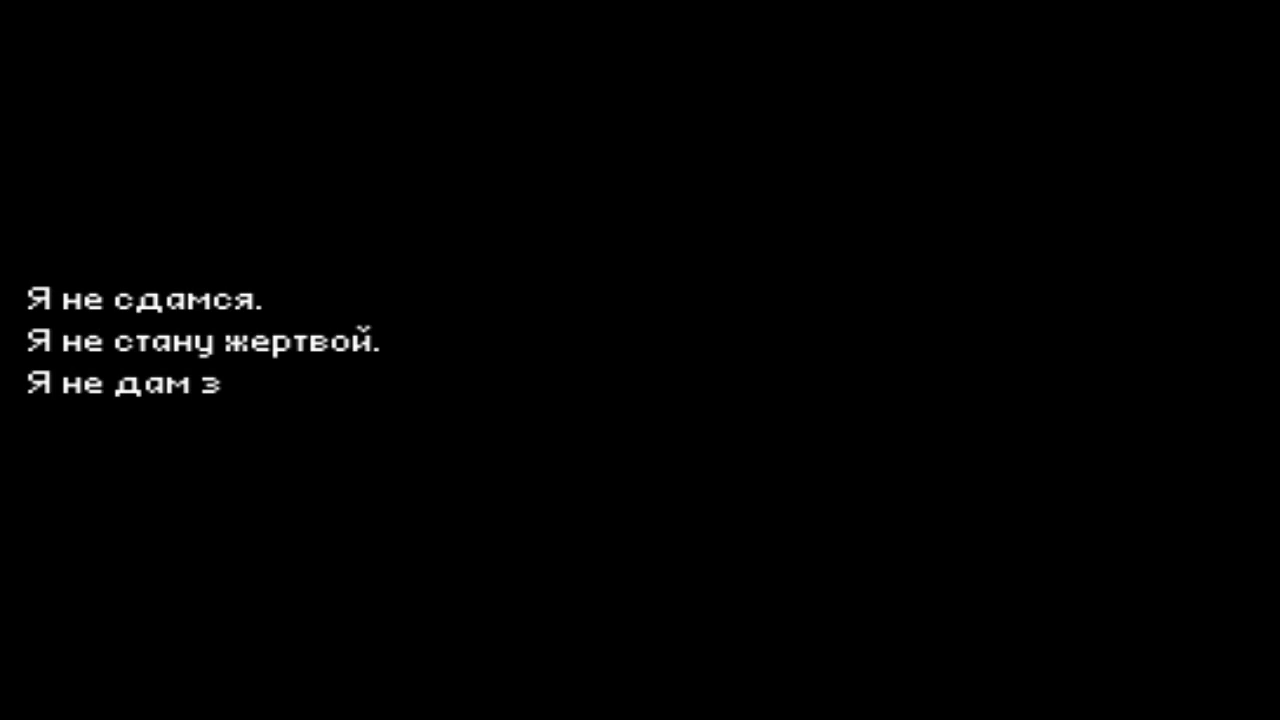 Я не сдамся.
Я не стану жертвой.
Я не дам з